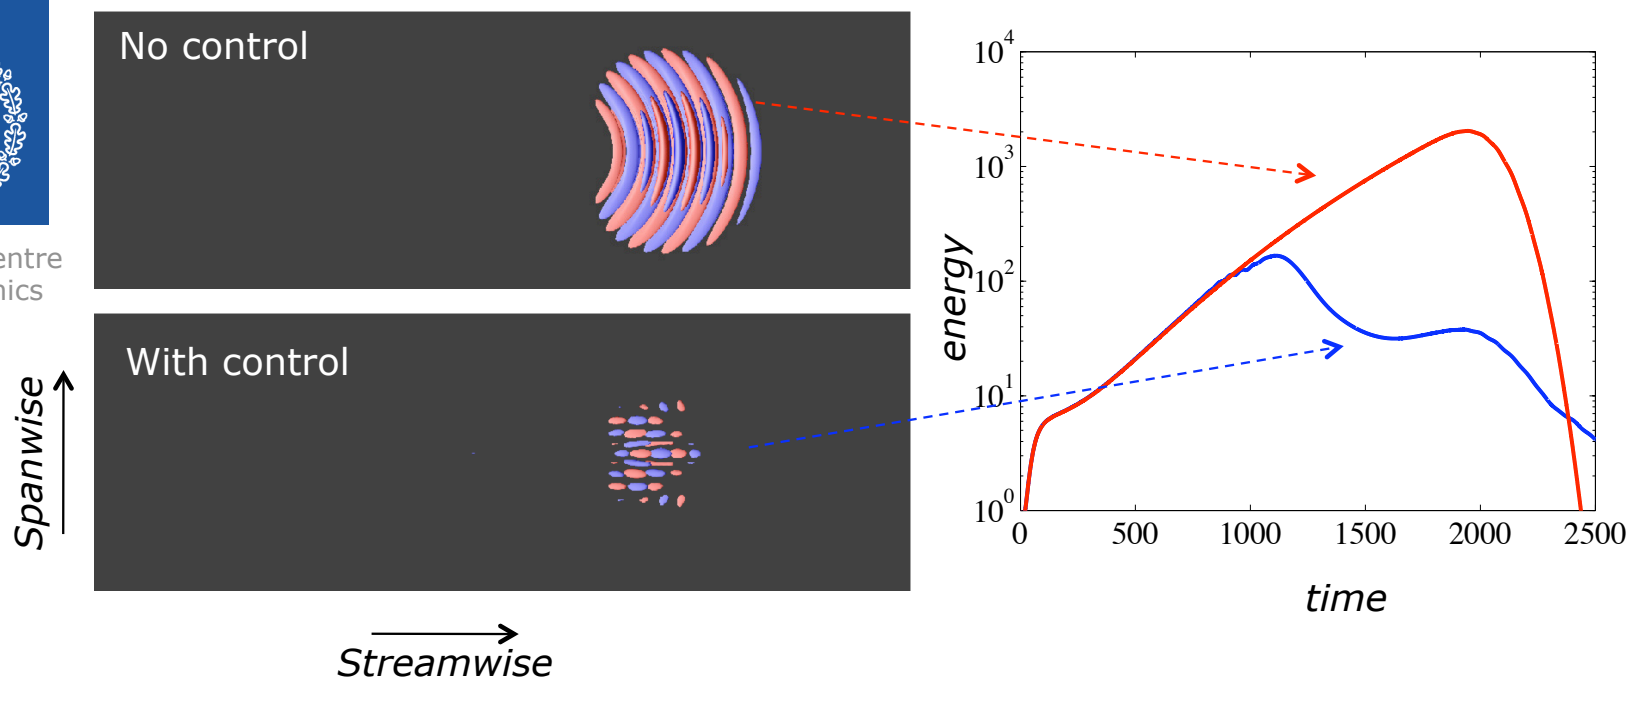 No control
entre
nics
With control
Spanwise
Streamwise
energy
10^4
10^3
10^2
10^1
10^0
0 500 1000 1500 2000 2500
time